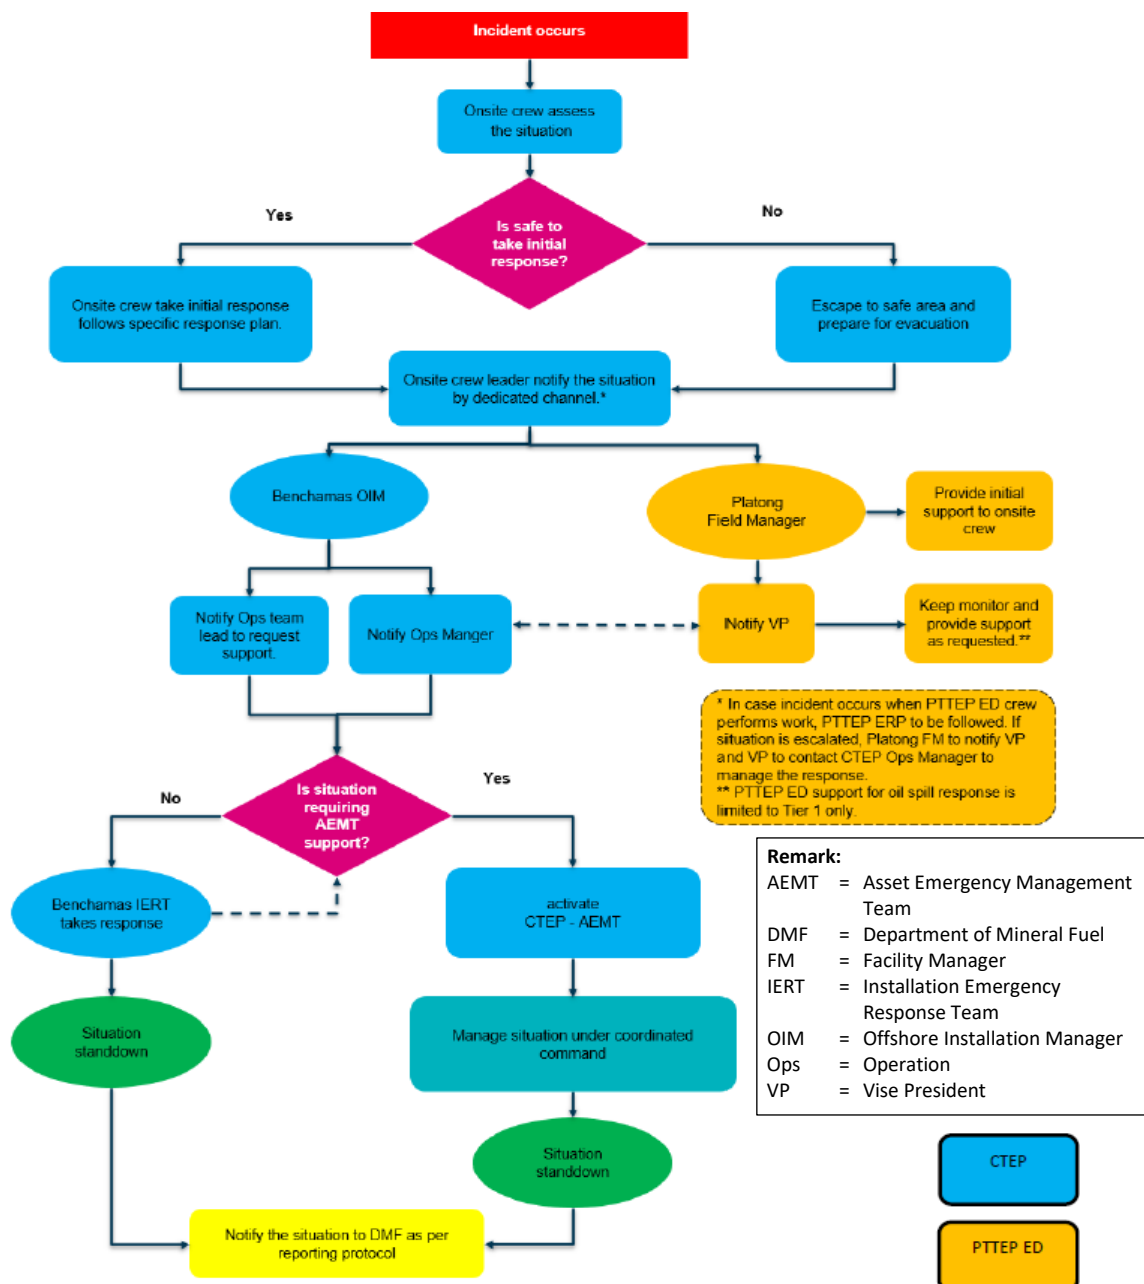 Incident occurs
Onsite crew assess
the situation
Yes
No
Is safe to
take initial
response?
Onsite crew take initial response
follows specific response plan.
Escape to safe area and
prepare for evacuation
Onsite crew leader notify the situation
by dedicated channel.*
Benchamas OIM
Platong
Field Manager
Provide initial
support to onsite
crew
Notify Ops team
lead to request
support.
Notify Ops Manger
Notify VP
Keep monitor and
provide support
as requested.**
* In case incident occurs when PTTEP ED crew
performs work, PTTEP ERP to be followed. If
situation is escalated, Platong FM to notify VP
and VP to contact CTEP Ops Manager to
manage the response.
** PTTEP ED support for oil spill response is
limited to Tier 1 only.
No
Yes
Is situation
requiring
AEMT
support?
Benchamas IERT
takes response
activate
CTEP - AEMT
Situation
standdown
Manage situation under coordinated
command
Situation
standdown
Notify the situation to DMF as per
reporting protocol
Remark:
AEMT = Asset Emergency Management
Team
DMF = Department of Mineral Fuel
FM = Facility Manager
IERT = Installation Emergency
Response Team
OIM = Offshore Installation Manager
Ops = Operation
VP = Vise President
CTEP
PTTEP ED